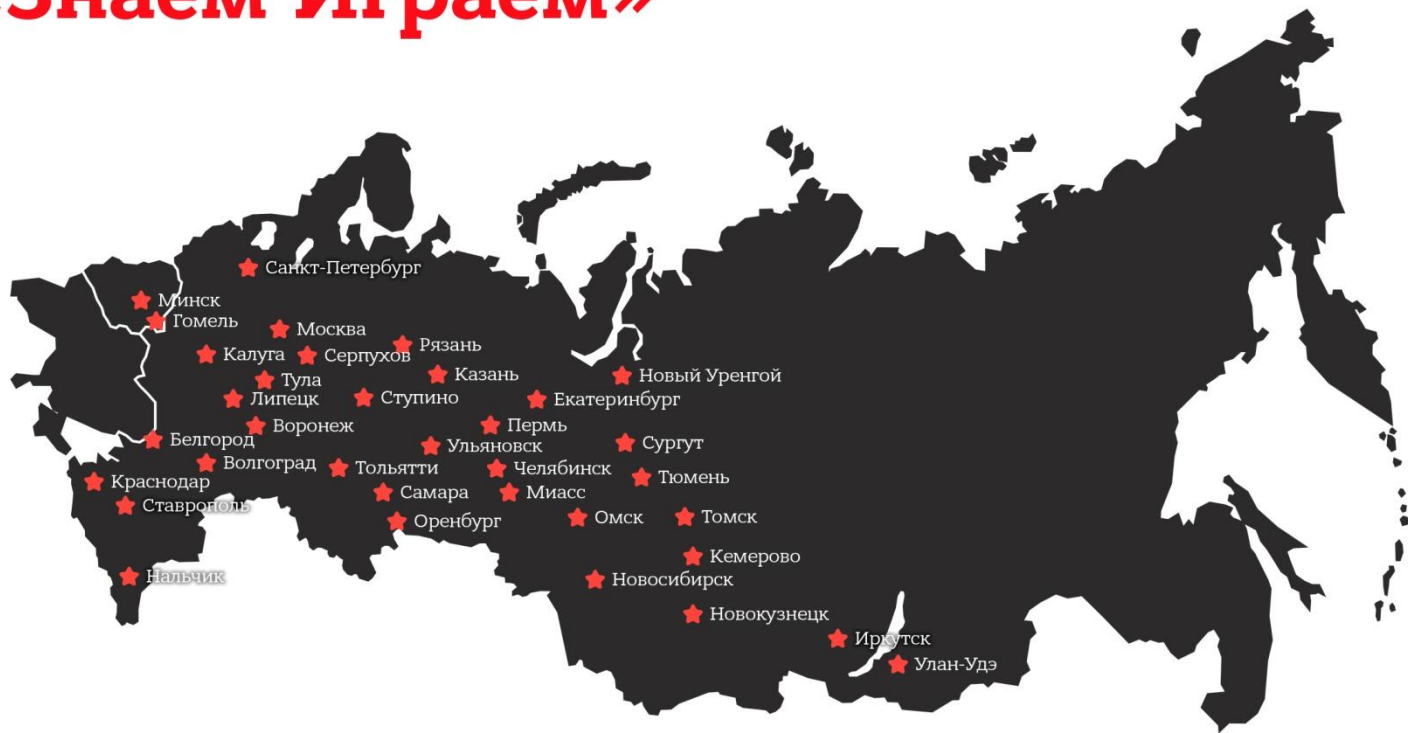 «Знаем Играем»
Санкт-Петербург
Минск
Гомель
Москва
Рязань
Калуга
Серпухов
Казань
Новый Уренгой
Тула
Липецк
Ступино
Екатеринбург
Воронеж
Пермь
Белгород
Ульяновск
Сургут
Волгоград
Тольятти
Челябинск
Тюмень
Краснодар
Самара
Миасс
Ставрополь
Оренбург
Омск
Томск
Кемерово
Нальчик
Новосибирск
Новокузнецк
Иркутск
Улан-Удэ